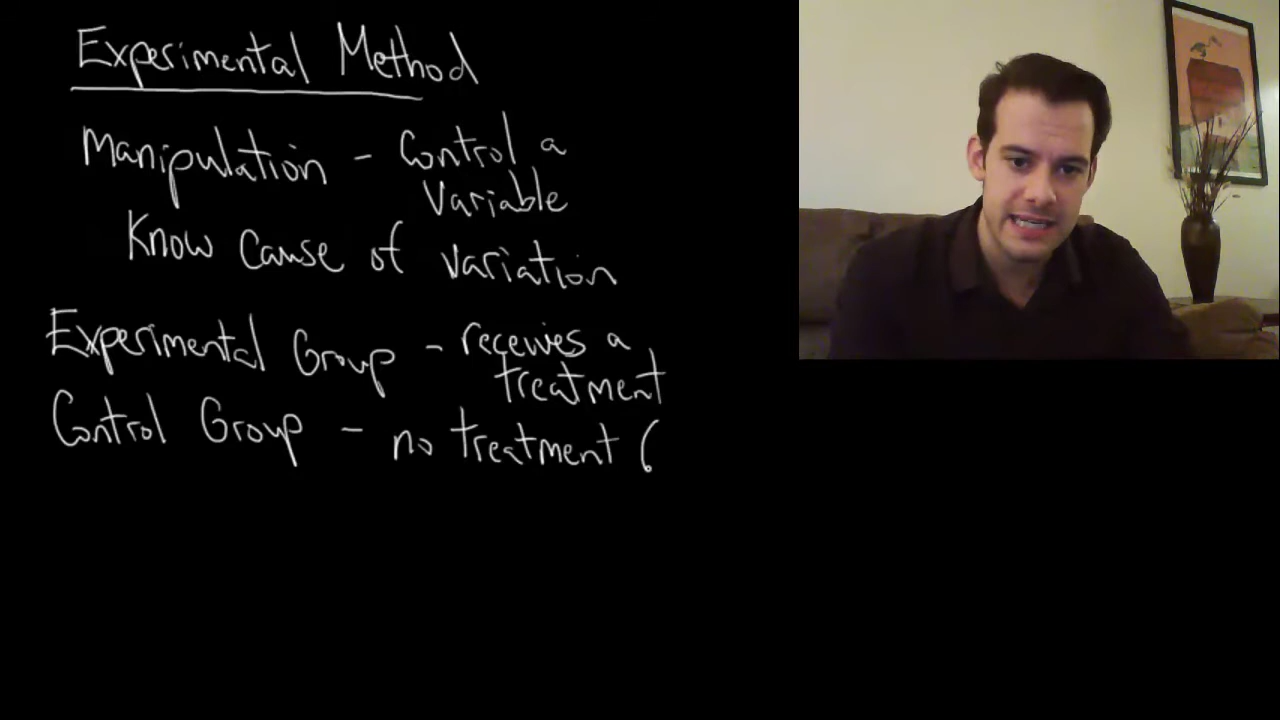 Experimental Method
Manipulation - Control a
variable
Know cause of variation
Experimental Group - receives a
treatment
Control Group - no treatment (